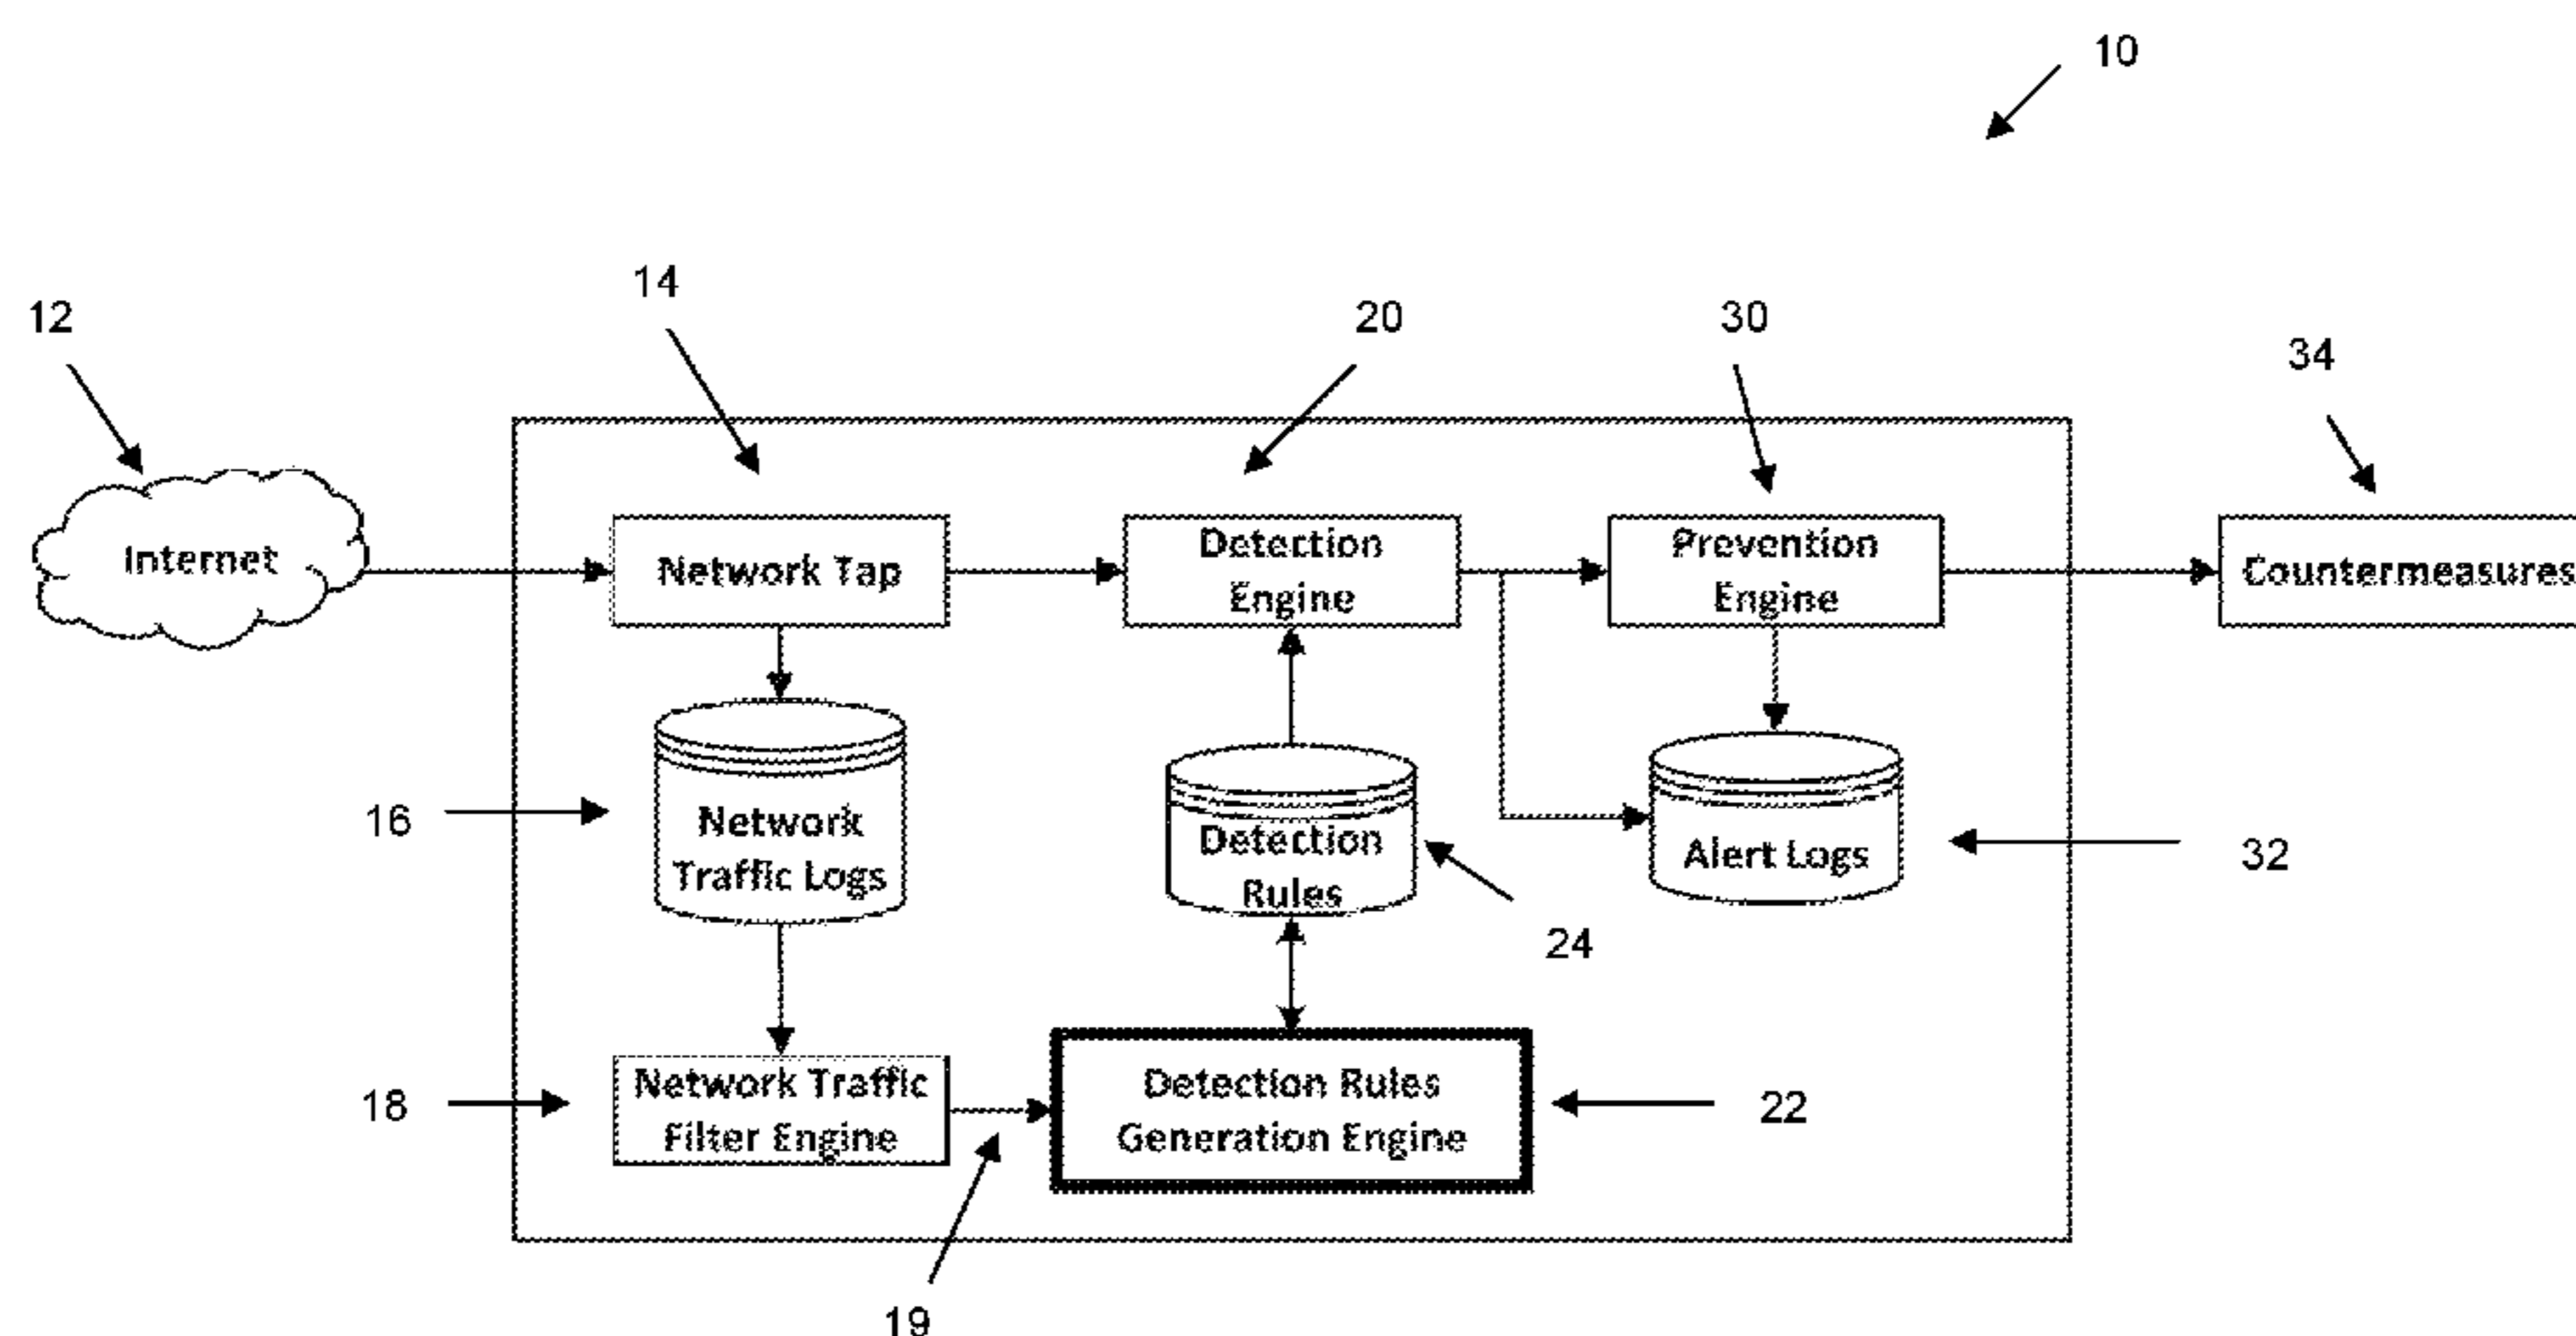 10
14
12
20
30
34
Internet
Network Tap
Detection
Engine
Prevention
Engine
Countermeasures
16
Network
Traffic Logs
Detection
Rules
Alert Logs
32
24
18
Network Traffic
Filter Engine
Detection Rules
Generation Engine
22
19